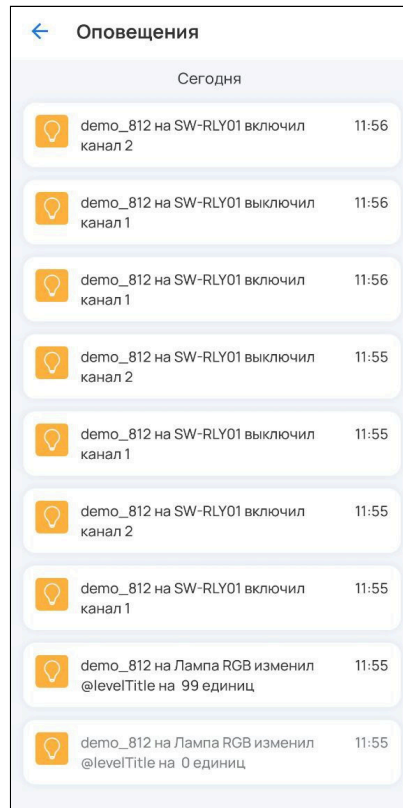 Оповещения
Сегодня
demo_812 на SW-RLY01 включил 11:56
канал 2
demo_812 на SW-RLY01 выключил 11:56
канал 1
demo_812 на SW-RLY01 включил 11:56
канал 1
demo_812 на SW-RLY01 выключил 11:55
канал 2
demo_812 на SW-RLY01 выключил 11:55
канал 1
demo_812 на SW-RLY01 включил 11:55
канал 2
demo_812 на SW-RLY01 включил 11:55
канал 1
demo_812 на Лампа RGB изменил 11:55
@levelTitle на 99 единиц
demo_812 на Лампа RGB изменил 11:55
@levelTitle на 0 единиц